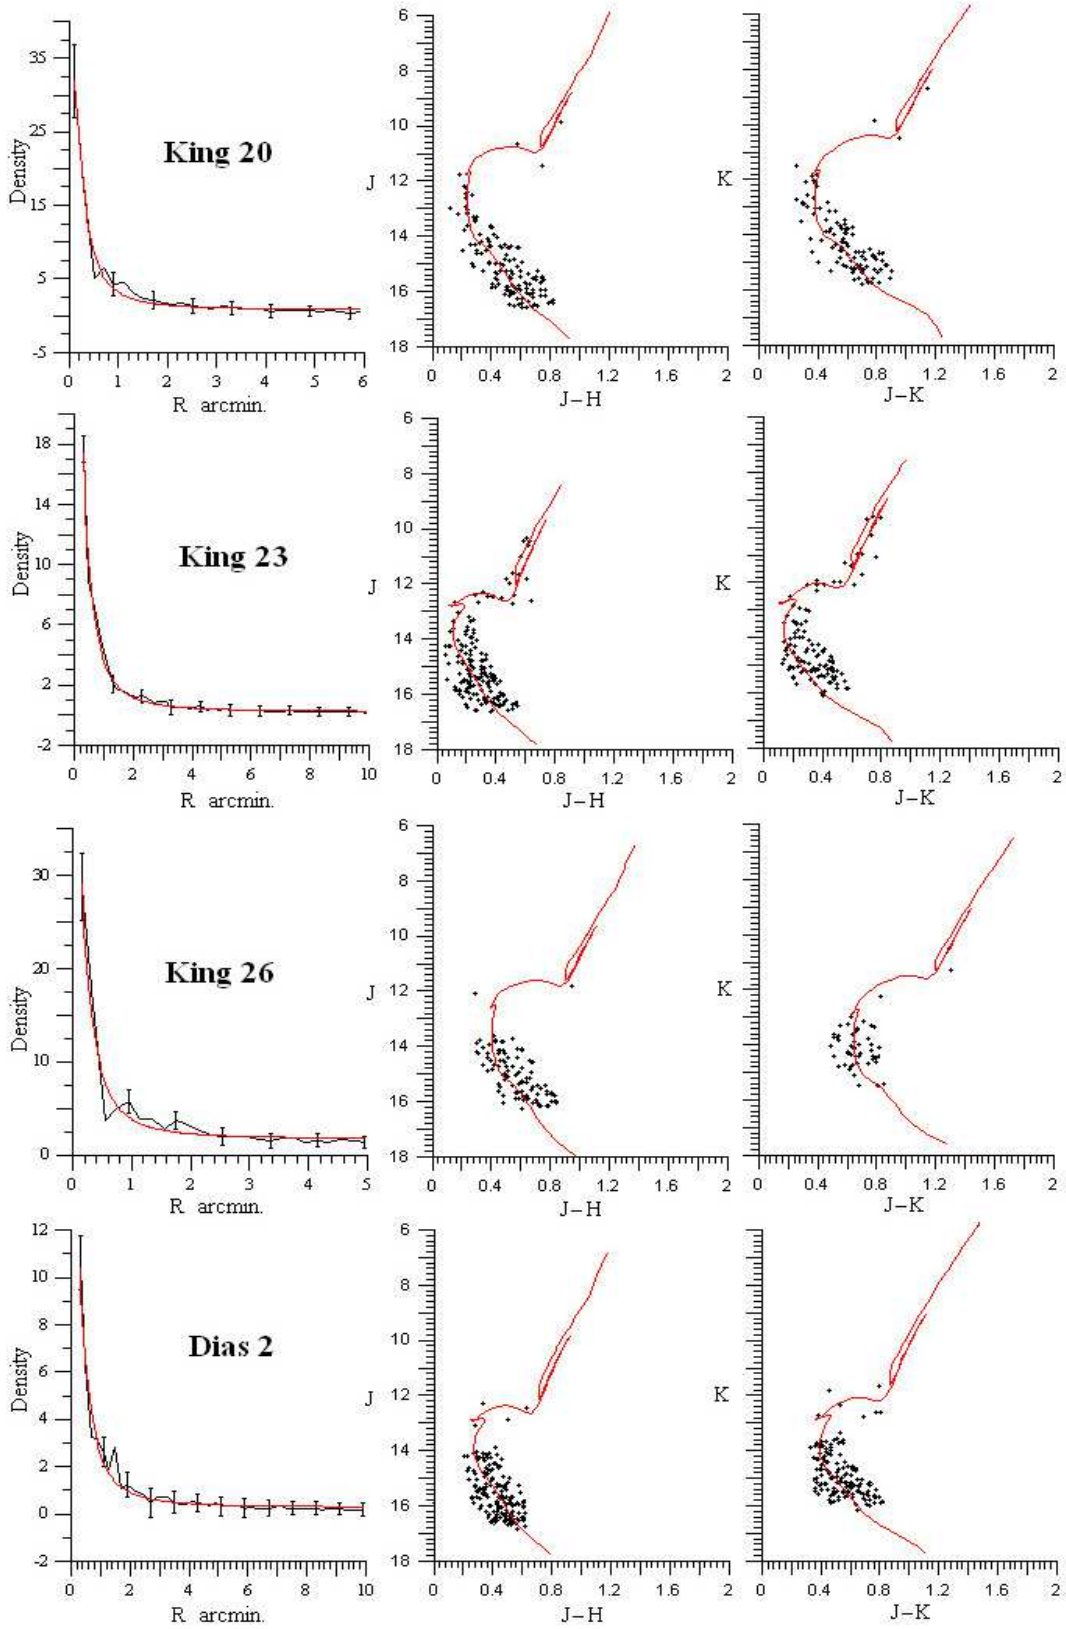 King 20
Density
35
25
15
5
-5
0 1 2 3 4 5 6
R arcmin.
J
6
8
10
12
14
16
18
0 0.4 0.8 1.2 1.6 2
J-H
K
0 0.4 0.8 1.2 1.6 2
J-K
King 23
Density
18
14
10
6
2
-2
0 2 4 6 8 10
R arcmin.
J
6
8
10
12
14
16
18
0 0.4 0.8 1.2 1.6 2
J-H
K
0 0.4 0.8 1.2 1.6 2
J-K
King 26
Density
30
20
10
0
0 1 2 3 4 5
R arcmin.
J
6
8
10
12
14
16
18
0 0.4 0.8 1.2 1.6 2
J-H
K
0 0.4 0.8 1.2 1.6 2
J-K
Dias 2
Density
12
10
8
6
4
2
0
-2
0 2 4 6 8 10
R arcmin.
J
6
8
10
12
14
16
18
0 0.4 0.8 1.2 1.6 2
J-H
K
0 0.4 0.8 1.2 1.6 2
J-K